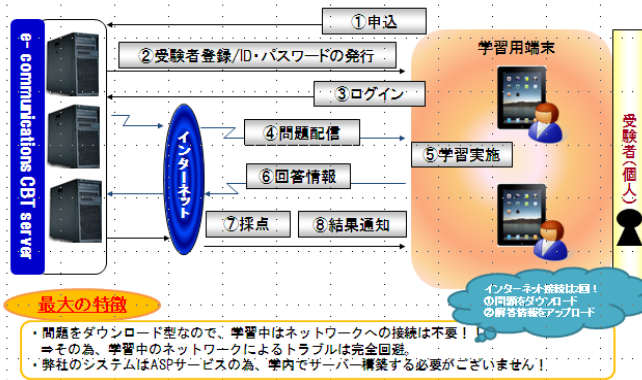 ①申込
②受験者登録/ID・パスワードの発行
学習用端末
③ログイン
e- communications CBT server
インターネット
④問題配信
⑤学習実施
受験者(個人)
⑥回答情報
⑦採点
⑧結果通知
インターネット接続は2回！
①問題をダウンロード
②解答情報をアップロード
最大の特徴
・問題をダウンロード型なので、学習中はネットワークへの接続は不要！
⇒その為、学習中のネットワークによるトラブルは完全回避。
・弊社のシステムはASPサービスの為、学内でサーバー構築する必要がございません！